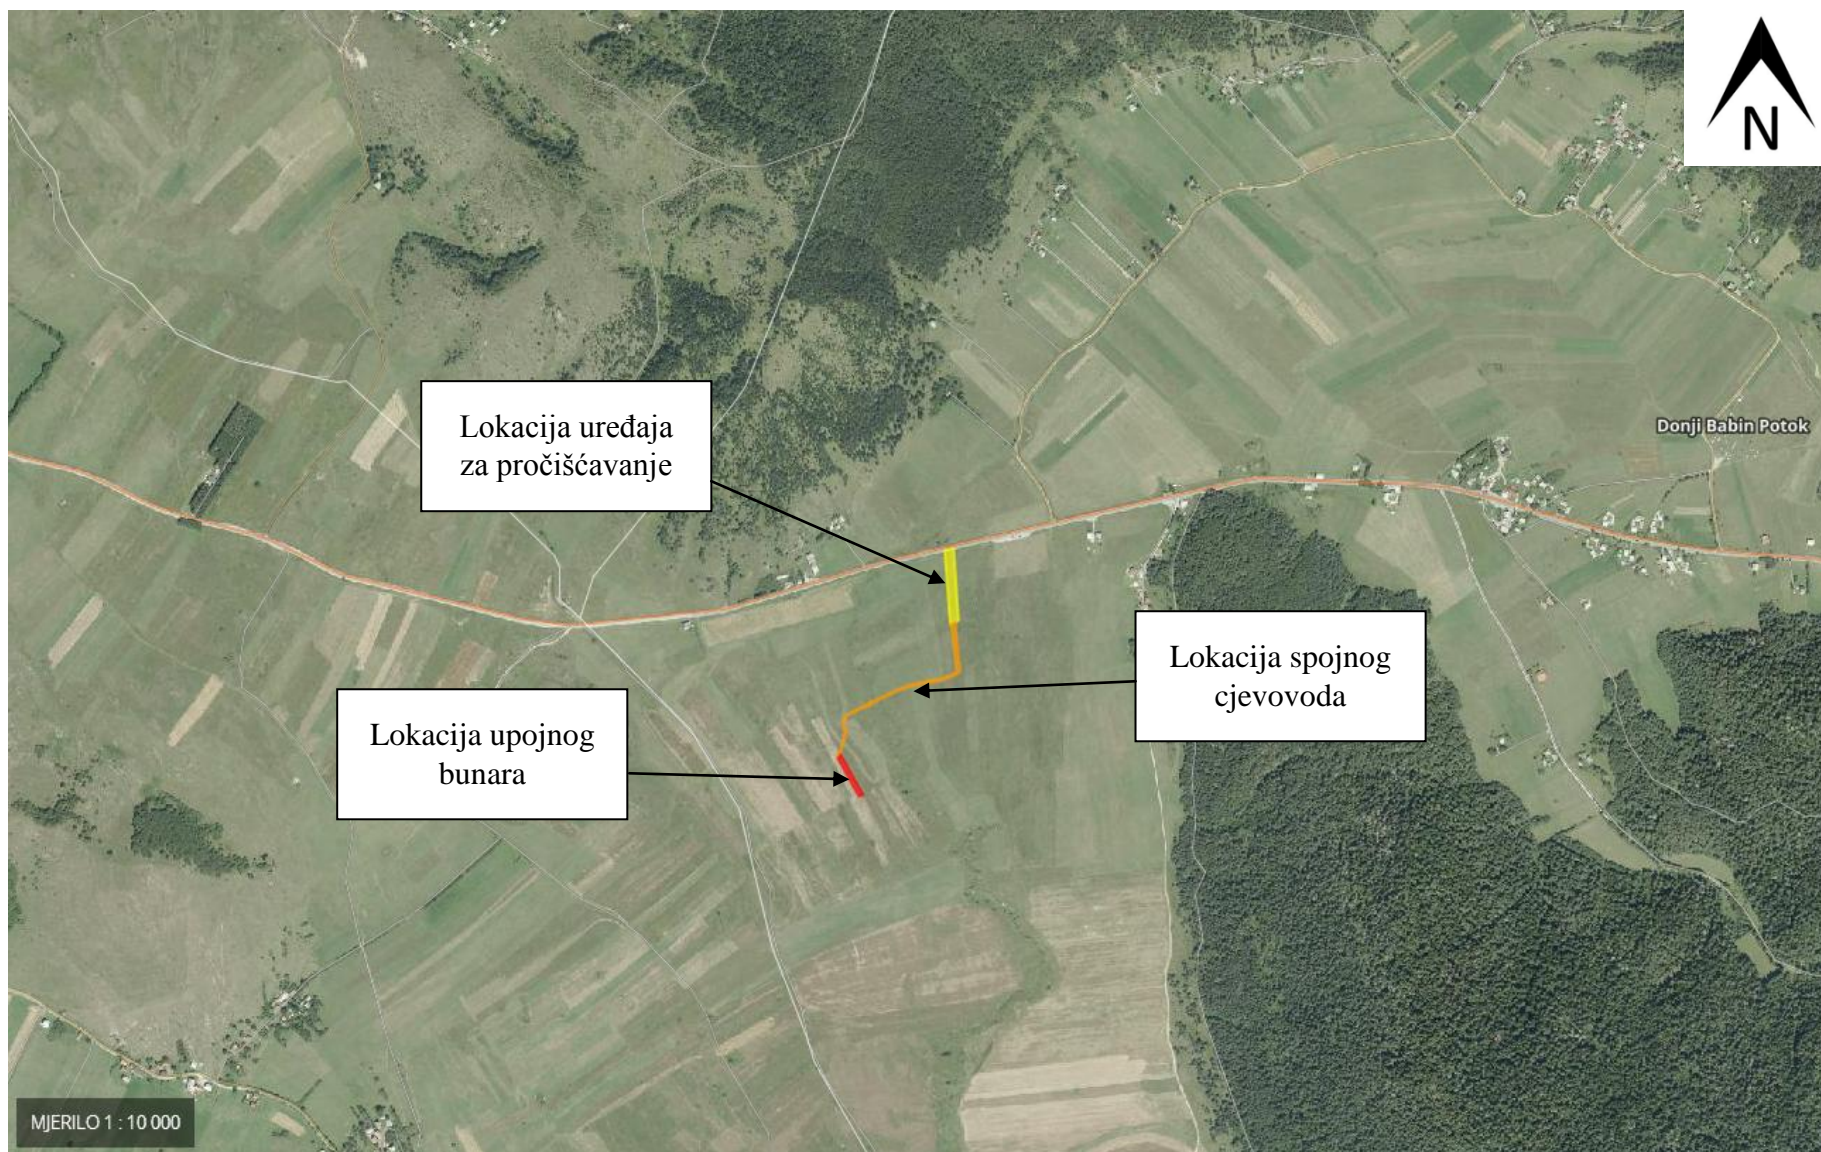 N
Lokacija uređaja
za pročišćavanje
Donji Babin Potok
Lokacija spojnog
cjevovoda
Lokacija upojnog
bunara
MJERILO 1 : 10 000